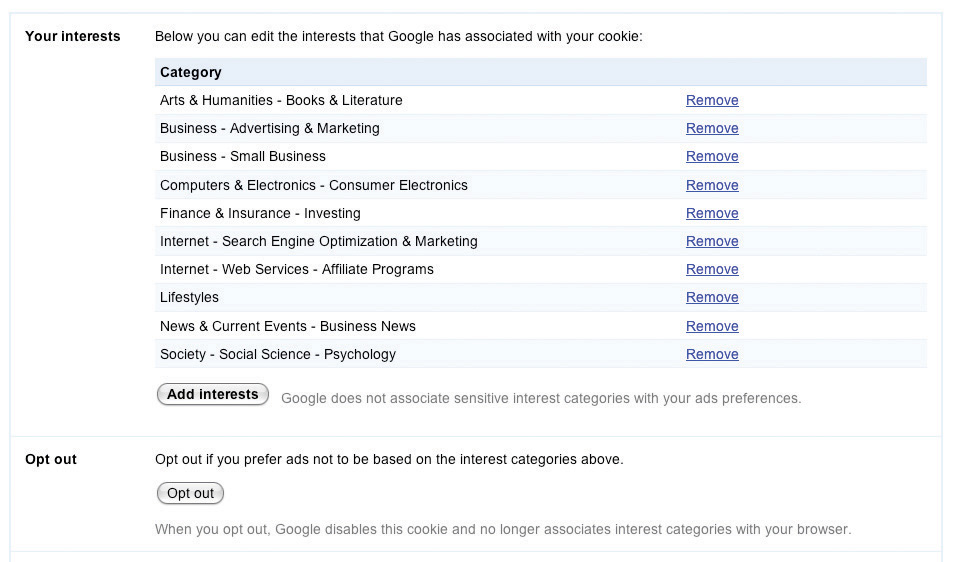 Your interests
Below you can edit the interests that Google has associated with your cookie:
Category
Arts & Humanities - Books & Literature Remove
Business - Advertising & Marketing Remove
Business - Small Business Remove
Computers & Electronics - Consumer Electronics Remove
Finance & Insurance - Investing Remove
Internet - Search Engine Optimization & Marketing Remove
Internet - Web Services - Affiliate Programs Remove
Lifestyles Remove
News & Current Events - Business News Remove
Society - Social Science - Psychology Remove
Add interests Google does not associate sensitive interest categories with your ads preferences.
Opt out
Opt out if you prefer ads not to be based on the interest categories above.
Opt out
When you opt out, Google disables this cookie and no longer associates interest categories with your browser.